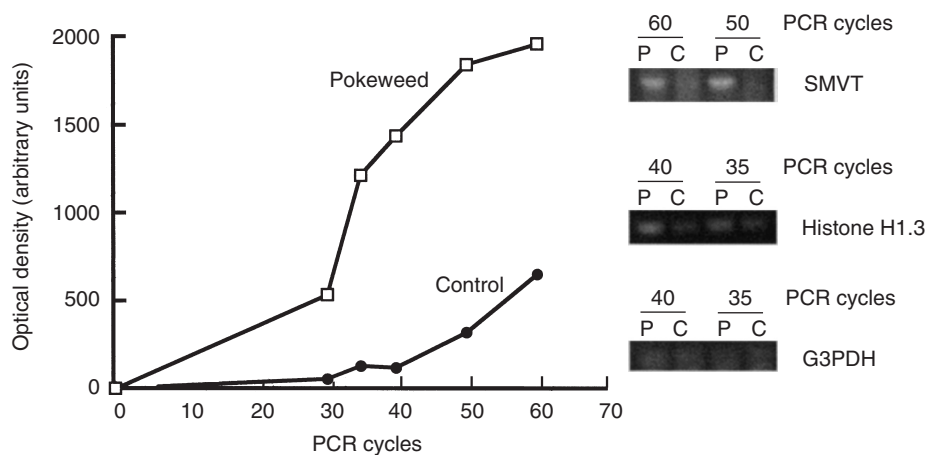 Optical density (arbitrary units)
2000
1500
1000
500
0
0 10 20 30 40 50 60 70
PCR cycles
Pokeweed
Control
60 50 PCR cycles
P C P C
SMVT
40 35 PCR cycles
P C P C
Histone H1.3
40 35 PCR cycles
P C P C
G3PDH